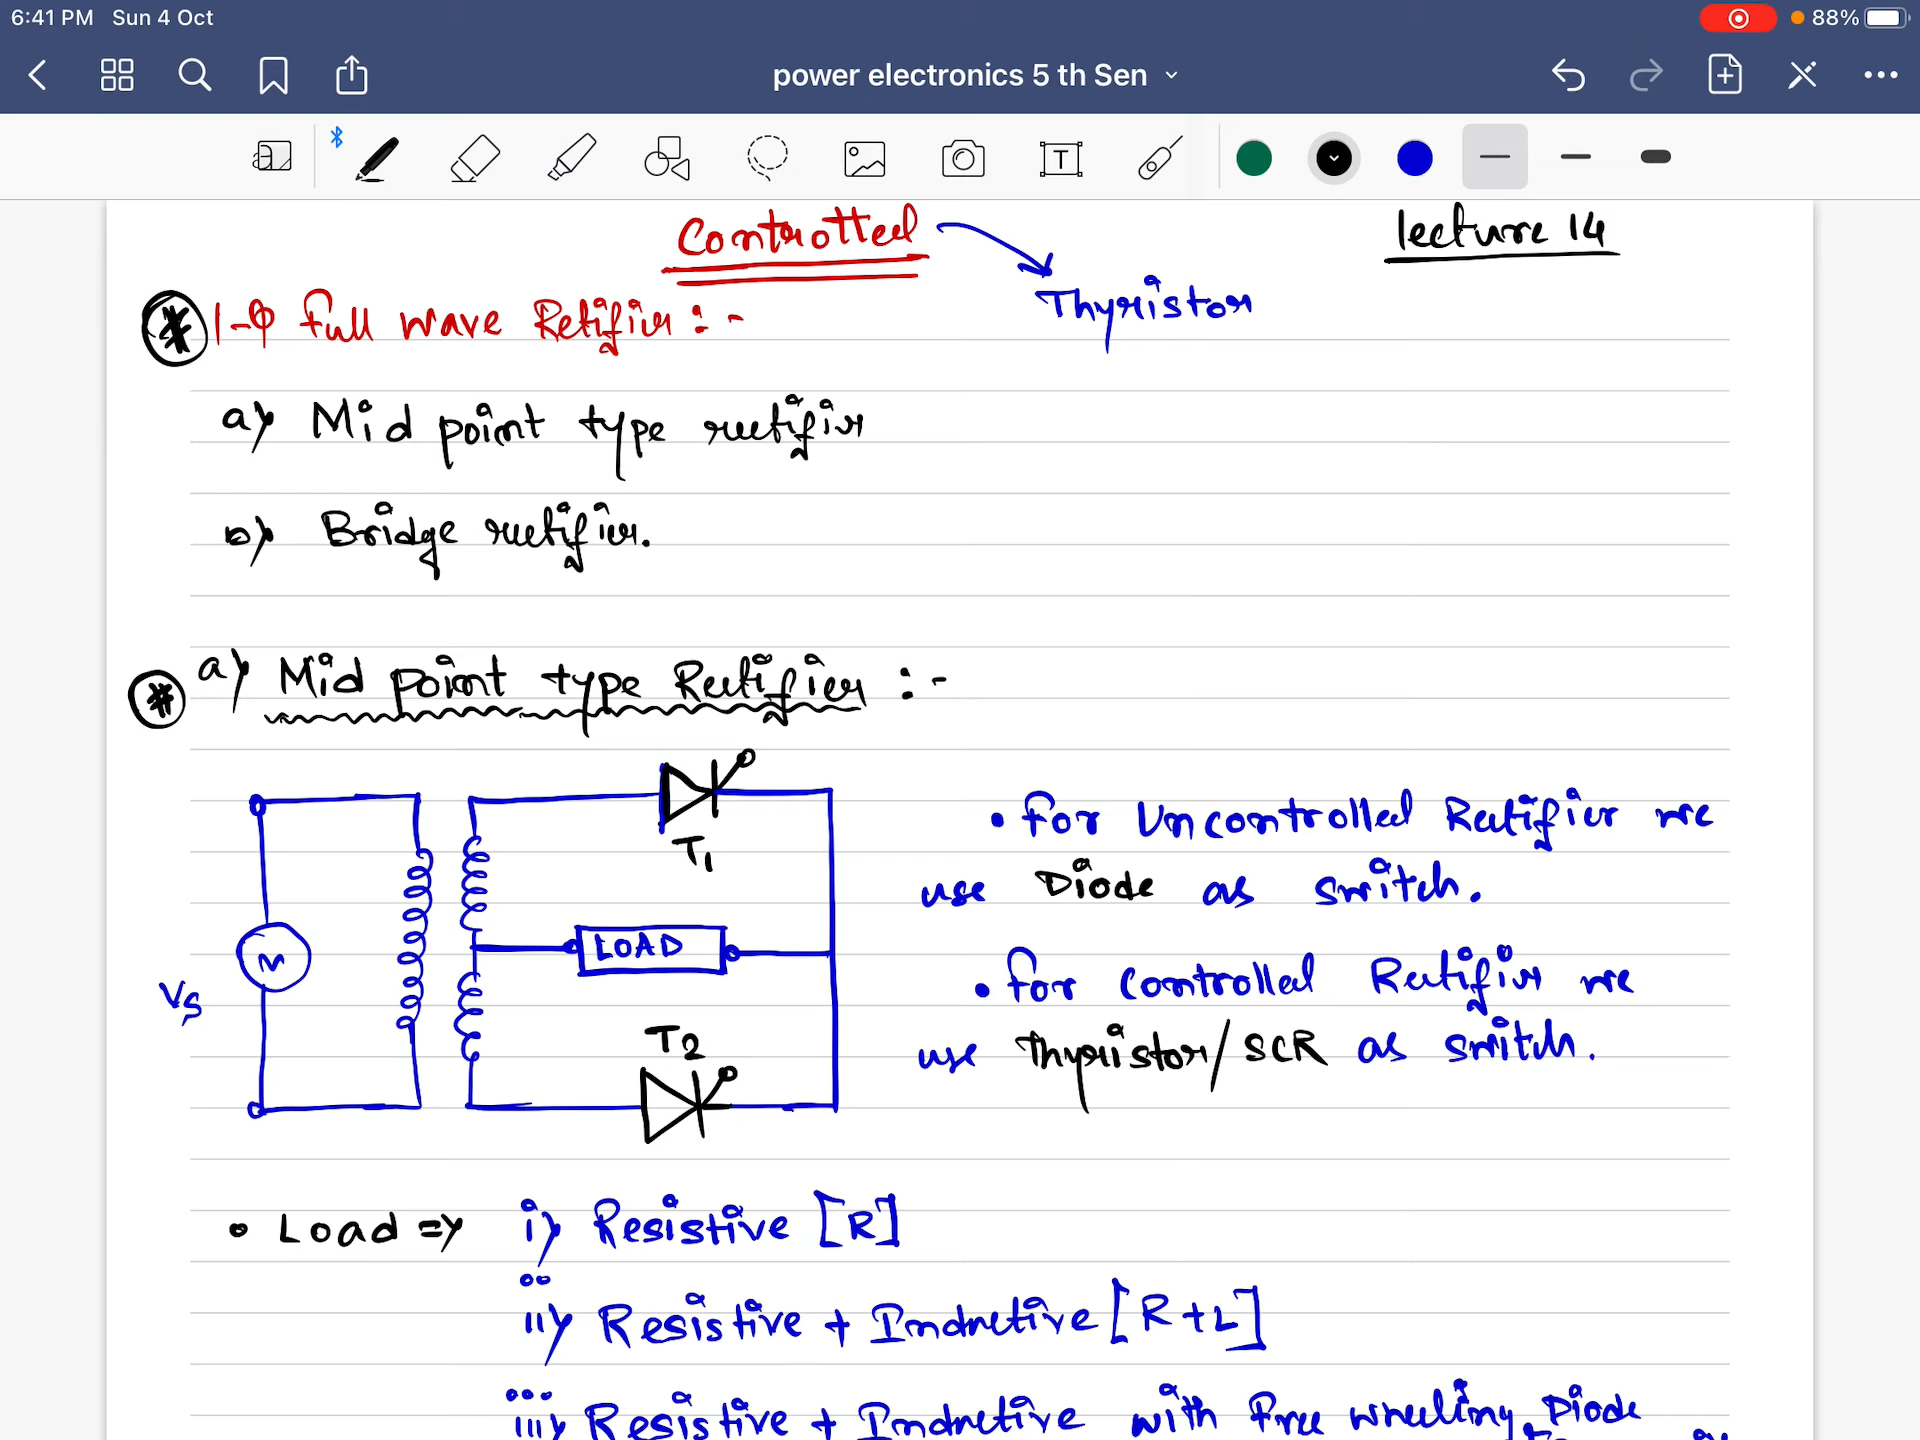 6:41 PM Sun 4 Oct 88%
power electronics 5 th Sen
T
Controlled
lecture 14
Thyristor
1-Φ Full wave Retifier :-
a) Mid point type rectifier
b) Bridge rectifier.
a) Mid point type Rectifier :-
T1
• For Uncontrolled Rectifier we
use Diode as switch.
LOAD
Vs
• For Controlled Rectifier we
T2
use Thyristor/SCR as switch.
• Load => i) Resistive [R]
ii) Resistive + Inductive [R+L]
iii) Resistive + Inductive with Free wheeling Diode